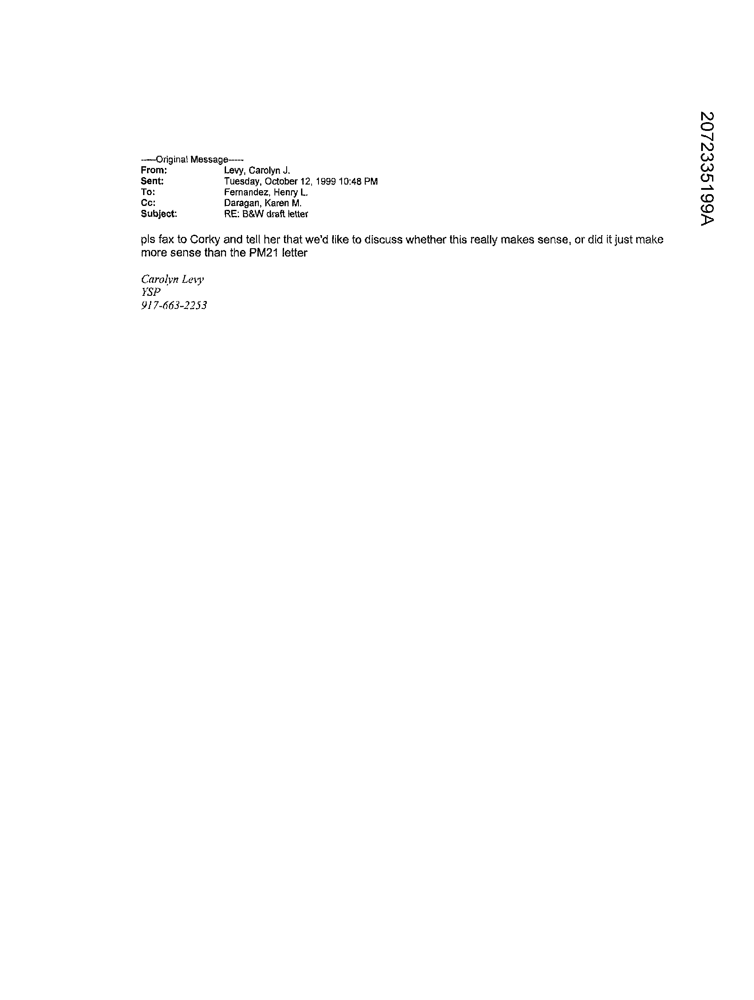 -----Original Message-----
From: Levy, Carolyn J.
Sent: Tuesday, October 12, 1999 10:48 PM
To: Fernandez, Henry L.
Cc: Daragan, Karen M.
Subject: RE: B&W draft letter
pls fax to Corky and tell her that we'd like to discuss whether this really makes sense, or did it just make
more sense than the PM21 letter
Carolyn Levy
YSP
917-663-2253
2072335199A